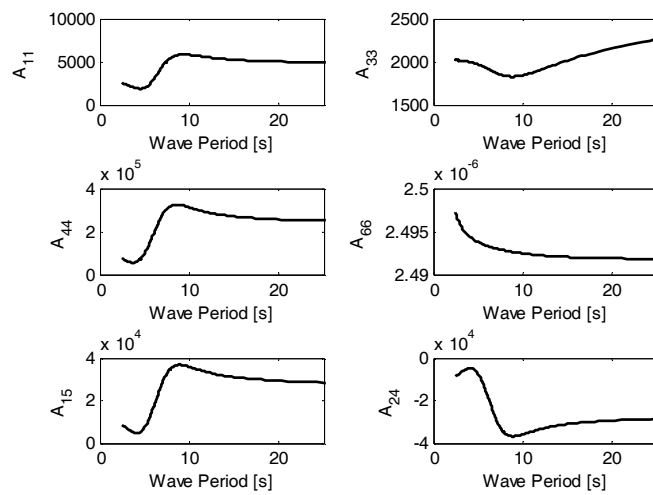 10000
5000
0
A11
0 10 20
Wave Period [s]
2500
2000
1500
A33
0 10 20
Wave Period [s]
x 10^5
4
2
0
A44
0 10 20
Wave Period [s]
x 10^-6
2.5
2.495
2.49
A66
0 10 20
Wave Period [s]
x 10^4
4
2
0
A15
0 10 20
Wave Period [s]
x 10^4
0
-2
-4
A24
0 10 20
Wave Period [s]